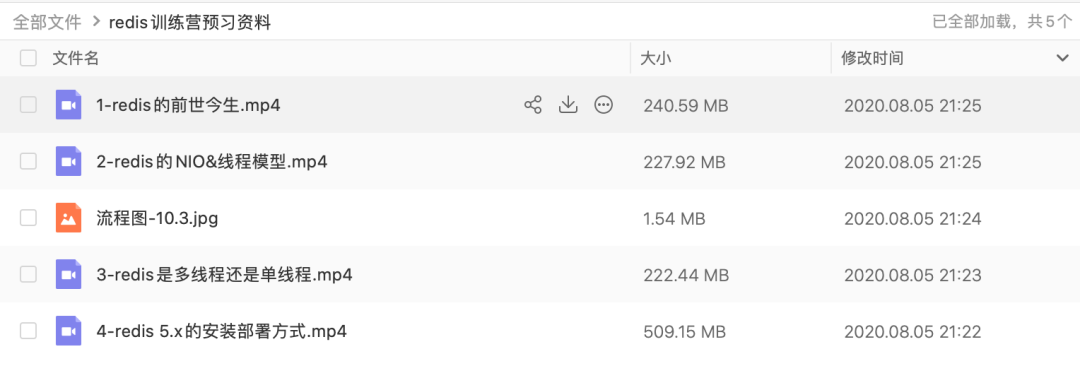 全部文件 > redis训练营预习资料 已全部加载，共5个
文件名 大小 修改时间
1-redis的前世今生.mp4 240.59 MB 2020.08.05 21:25
2-redis的NIO&线程模型.mp4 227.92 MB 2020.08.05 21:25
流程图-10.3.jpg 1.54 MB 2020.08.05 21:24
3-redis是多线程还是单线程.mp4 222.44 MB 2020.08.05 21:23
4-redis 5.x的安装部署方式.mp4 509.15 MB 2020.08.05 21:22